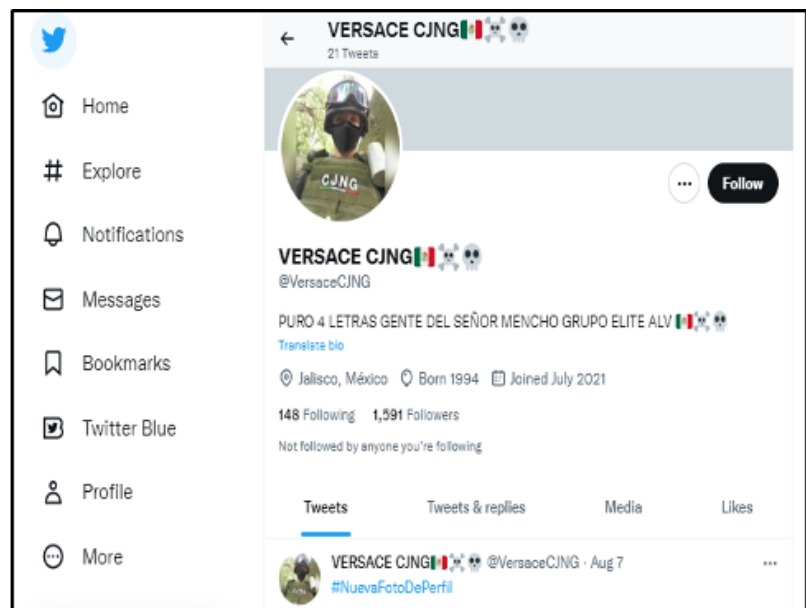 VERSACE CJNG🇲🇽☠️💀
21 Tweets
Home
Explore
Notifications
Messages
Bookmarks
Twitter Blue
Profile
More
CJNG
Follow
VERSACE CJNG🇲🇽☠️💀
@VersaceCJNG
PURO 4 LETRAS GENTE DEL SEÑOR MENCHO GRUPO ELITE ALV 🇲🇽☠️💀
Translate bio
Jalisco, México Born 1994 Joined July 2021
148 Following 1,591 Followers
Not followed by anyone you're following
Tweets Tweets & replies Media Likes
VERSACE CJNG🇲🇽☠️💀 @VersaceCJNG · Aug 7
#NuevaFotoDePerfil